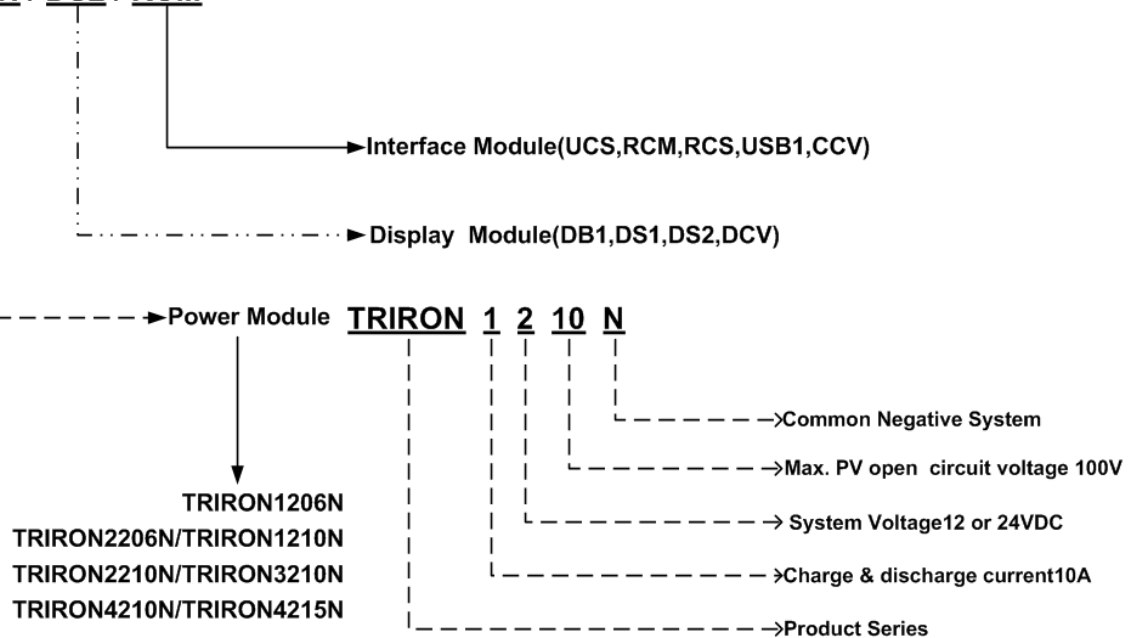 Interface Module(UCS,RCM,RCS,USB1,CCV)
Display Module(DB1,DS1,DS2,DCV)
Power Module TRIRON 1 2 10 N
Common Negative System
Max. PV open circuit voltage 100V
System Voltage12 or 24VDC
Charge & discharge current10A
Product Series
TRIRON1206N
TRIRON2206N/TRIRON1210N
TRIRON2210N/TRIRON3210N
TRIRON4210N/TRIRON4215N